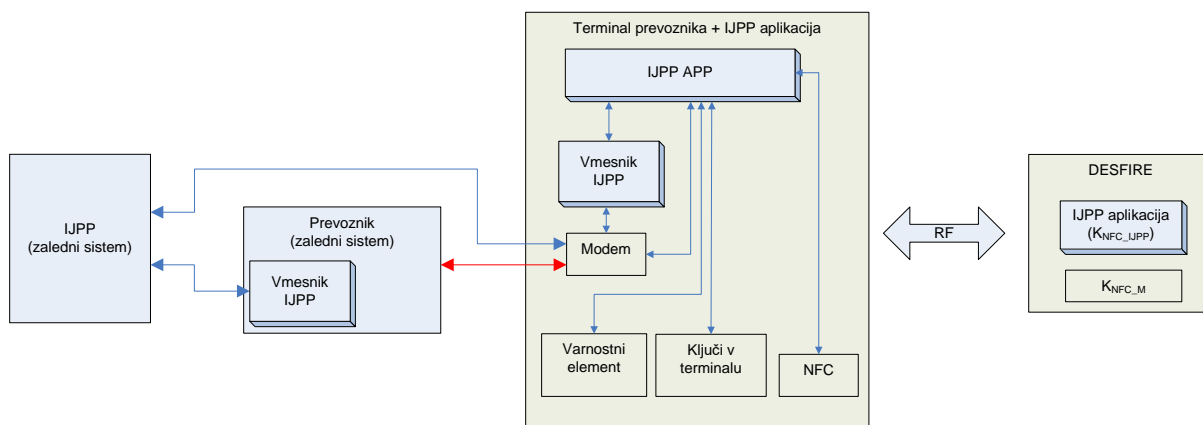 Terminal prevoznika + IJPP aplikacija
IJPP APP
Vmesnik
IJPP
Modem
Varnostni
element
Ključi v
terminalu
NFC
IJPP
(zaledni sistem)
Prevoznik
(zaledni sistem)
Vmesnik
IJPP
RF
DESFIRE
IJPP aplikacija
(KNFC_IJPP)
KNFC_M